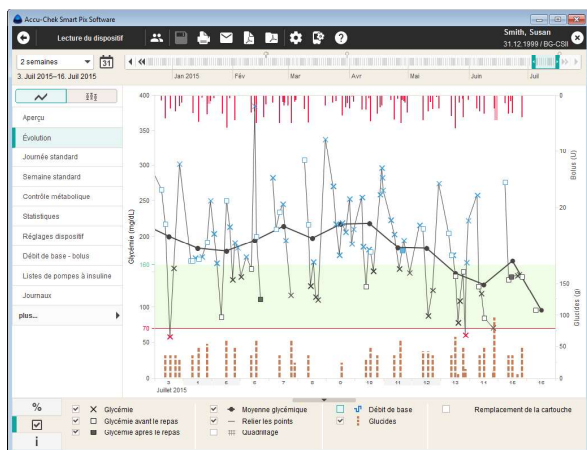 Accu-Chek Smart Pix Software
Lecture du dispositif
Smith, Susan
31.12.1999 / BG-CSII
2 semaines
31
3. Juil 2015–16. Juil 2015
Jan 2015 Fév Mar Avr Mai Juin Juil
Aperçu
Évolution
Journée standard
Semaine standard
Contrôle métabolique
Statistiques
Réglages dispositif
Débit de base - bolus
Listes de pompes à insuline
Journaux
plus...
Glycémie (mg/dL)
400
350
300
250
200
160
100
70
0
Bolus (U)
0
10
20
Glucides (g)
150
100
50
0
Juillet 2015
%
i
Glycémie
Glycémie avant le repas
Glycémie après le repas
Moyenne glycémique
Relier les points
Quadrillage
Débit de base
Glucides
Remplacement de la cartouche